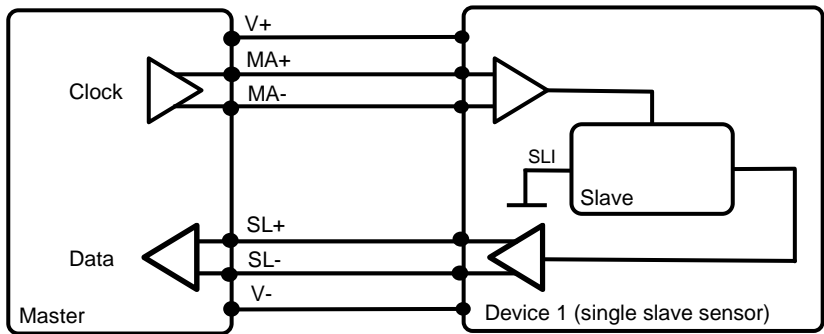 V+
MA+
Clock
MA-
SLI
Slave
SL+
Data
SL-
V-
Master
Device 1 (single slave sensor)